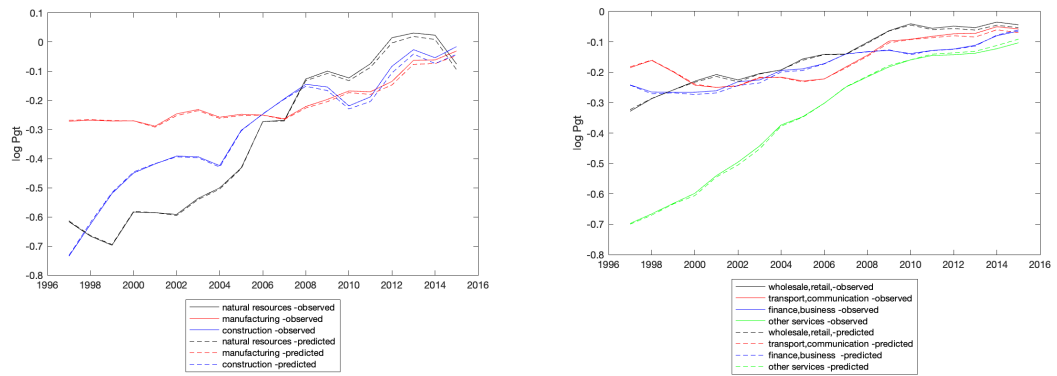 0.1
0
-0.1
-0.2
-0.3
-0.4
-0.5
-0.6
-0.7
-0.8
log Pgt
1996 1998 2000 2002 2004 2006 2008 2010 2012 2014 2016
natural resources -observed
manufacturing -observed
construction -observed
natural resources -predicted
manufacturing -predicted
construction -predicted
0
-0.1
-0.2
-0.3
-0.4
-0.5
-0.6
-0.7
-0.8
log Pgt
1996 1998 2000 2002 2004 2006 2008 2010 2012 2014 2016
wholesale,retail,-observed
transport,communication -observed
finance,business -observed
other services -observed
wholesale,retail,-predicted
transport,communication -predicted
finance,business -predicted
other services -predicted